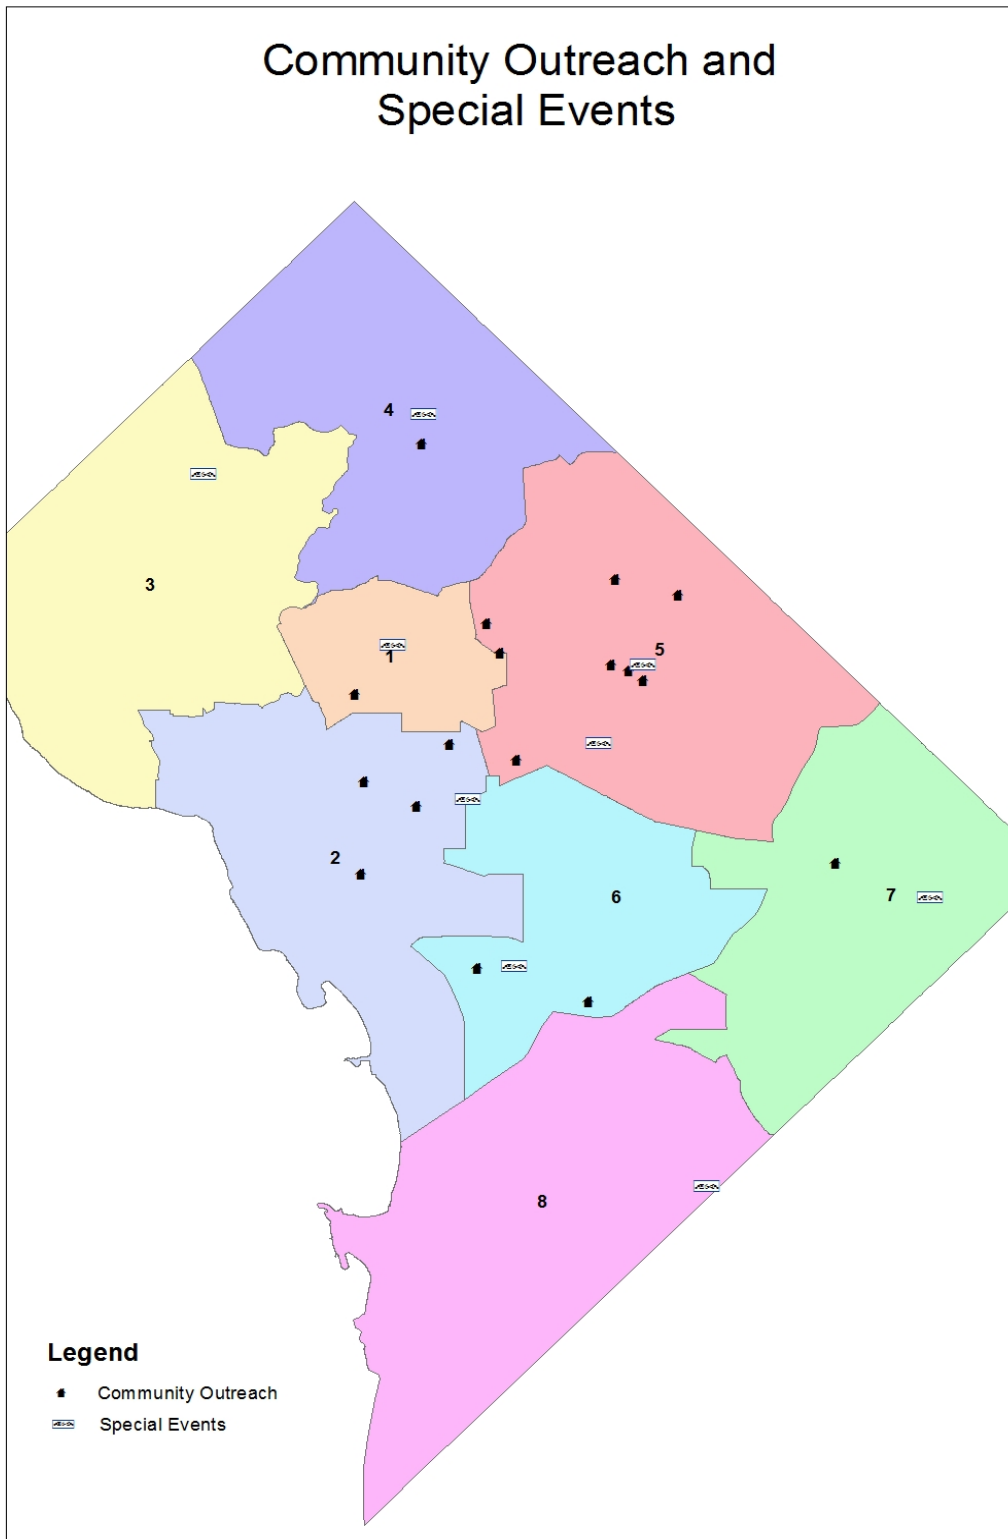 Community Outreach and
Special Events
4
3
5
1
2
6
7
8
Legend
Community Outreach
Special Events